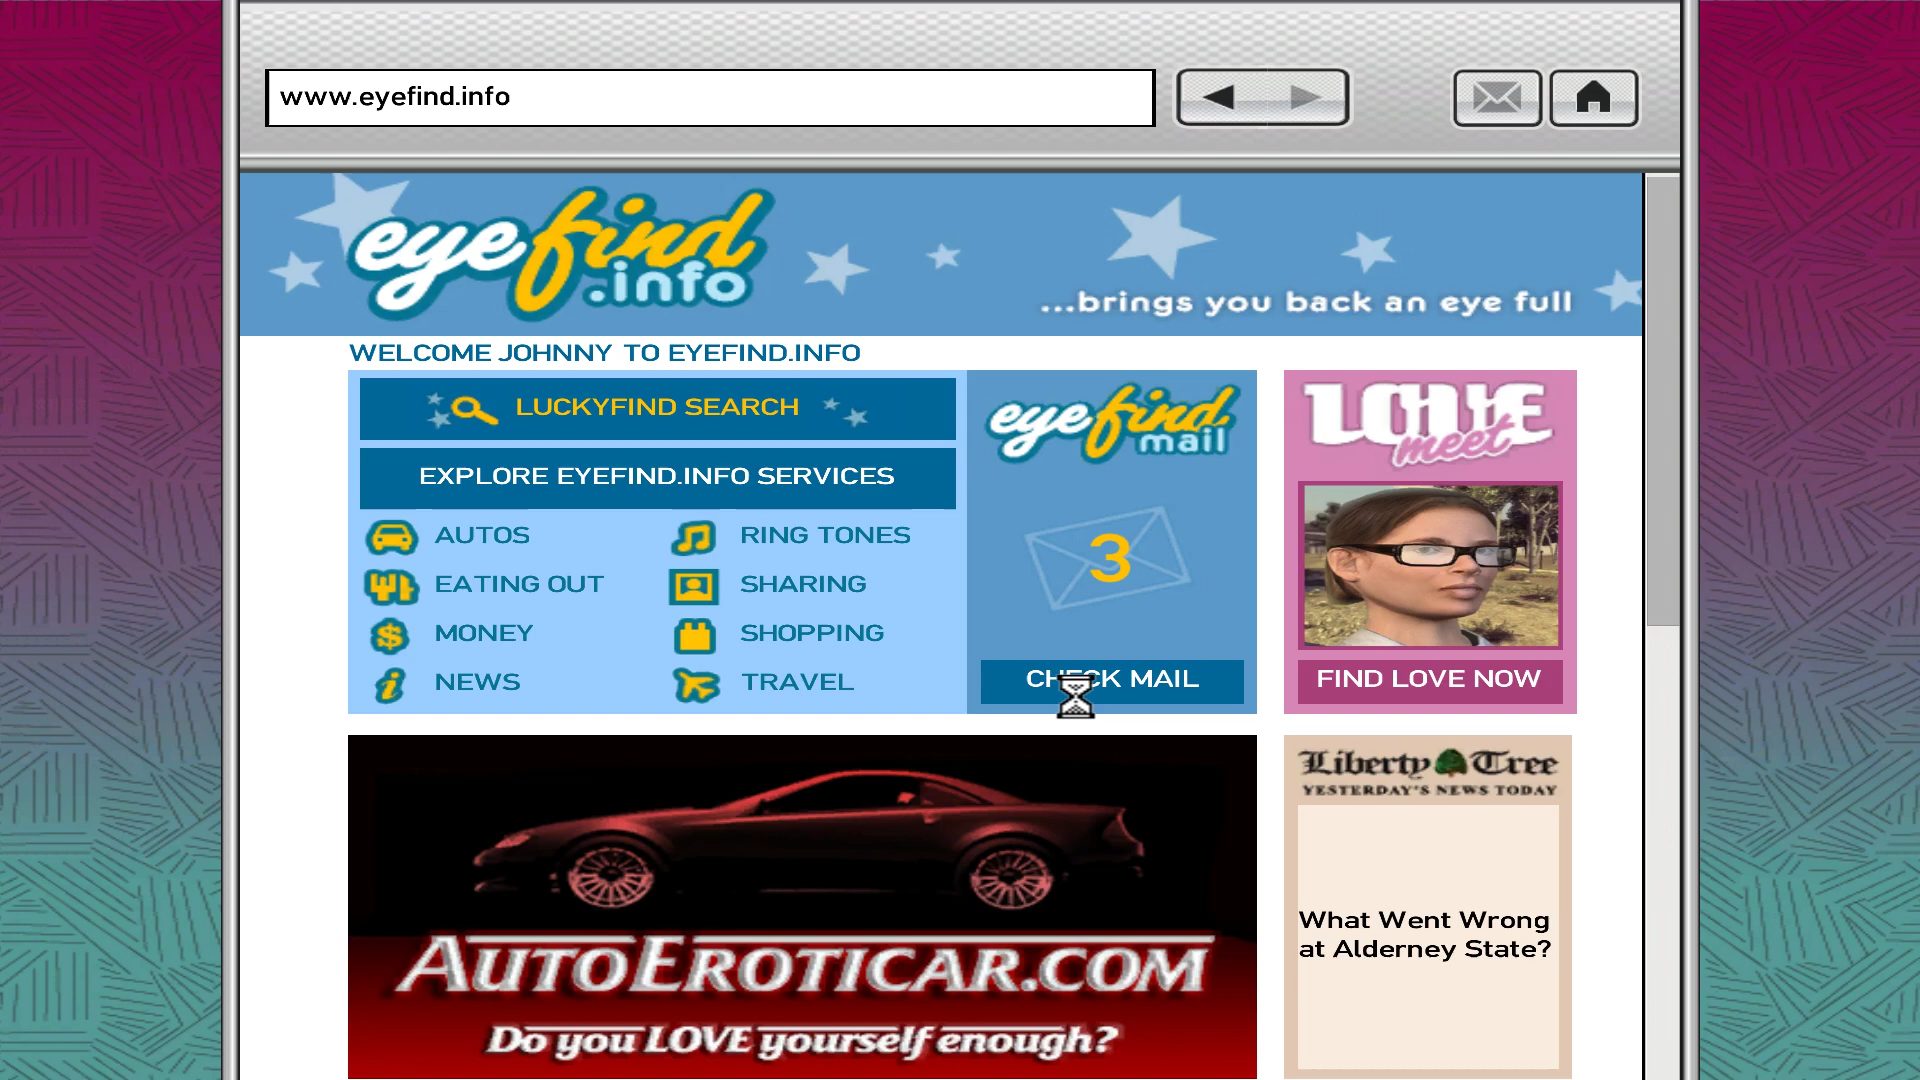 www.eyefind.info
eyefind
.info
...brings you back an eye full
WELCOME JOHNNY TO EYEFIND.INFO
LUCKYFIND SEARCH
EXPLORE EYEFIND.INFO SERVICES
AUTOS
RING TONES
EATING OUT
SHARING
MONEY
SHOPPING
NEWS
TRAVEL
eyefind
mail
3
CHECK MAIL
LOVE
meet
FIND LOVE NOW
AUTOEROTICAR.COM
Do you LOVE yourself enough?
Liberty Tree
YESTERDAY'S NEWS TODAY
What Went Wrong
at Alderney State?